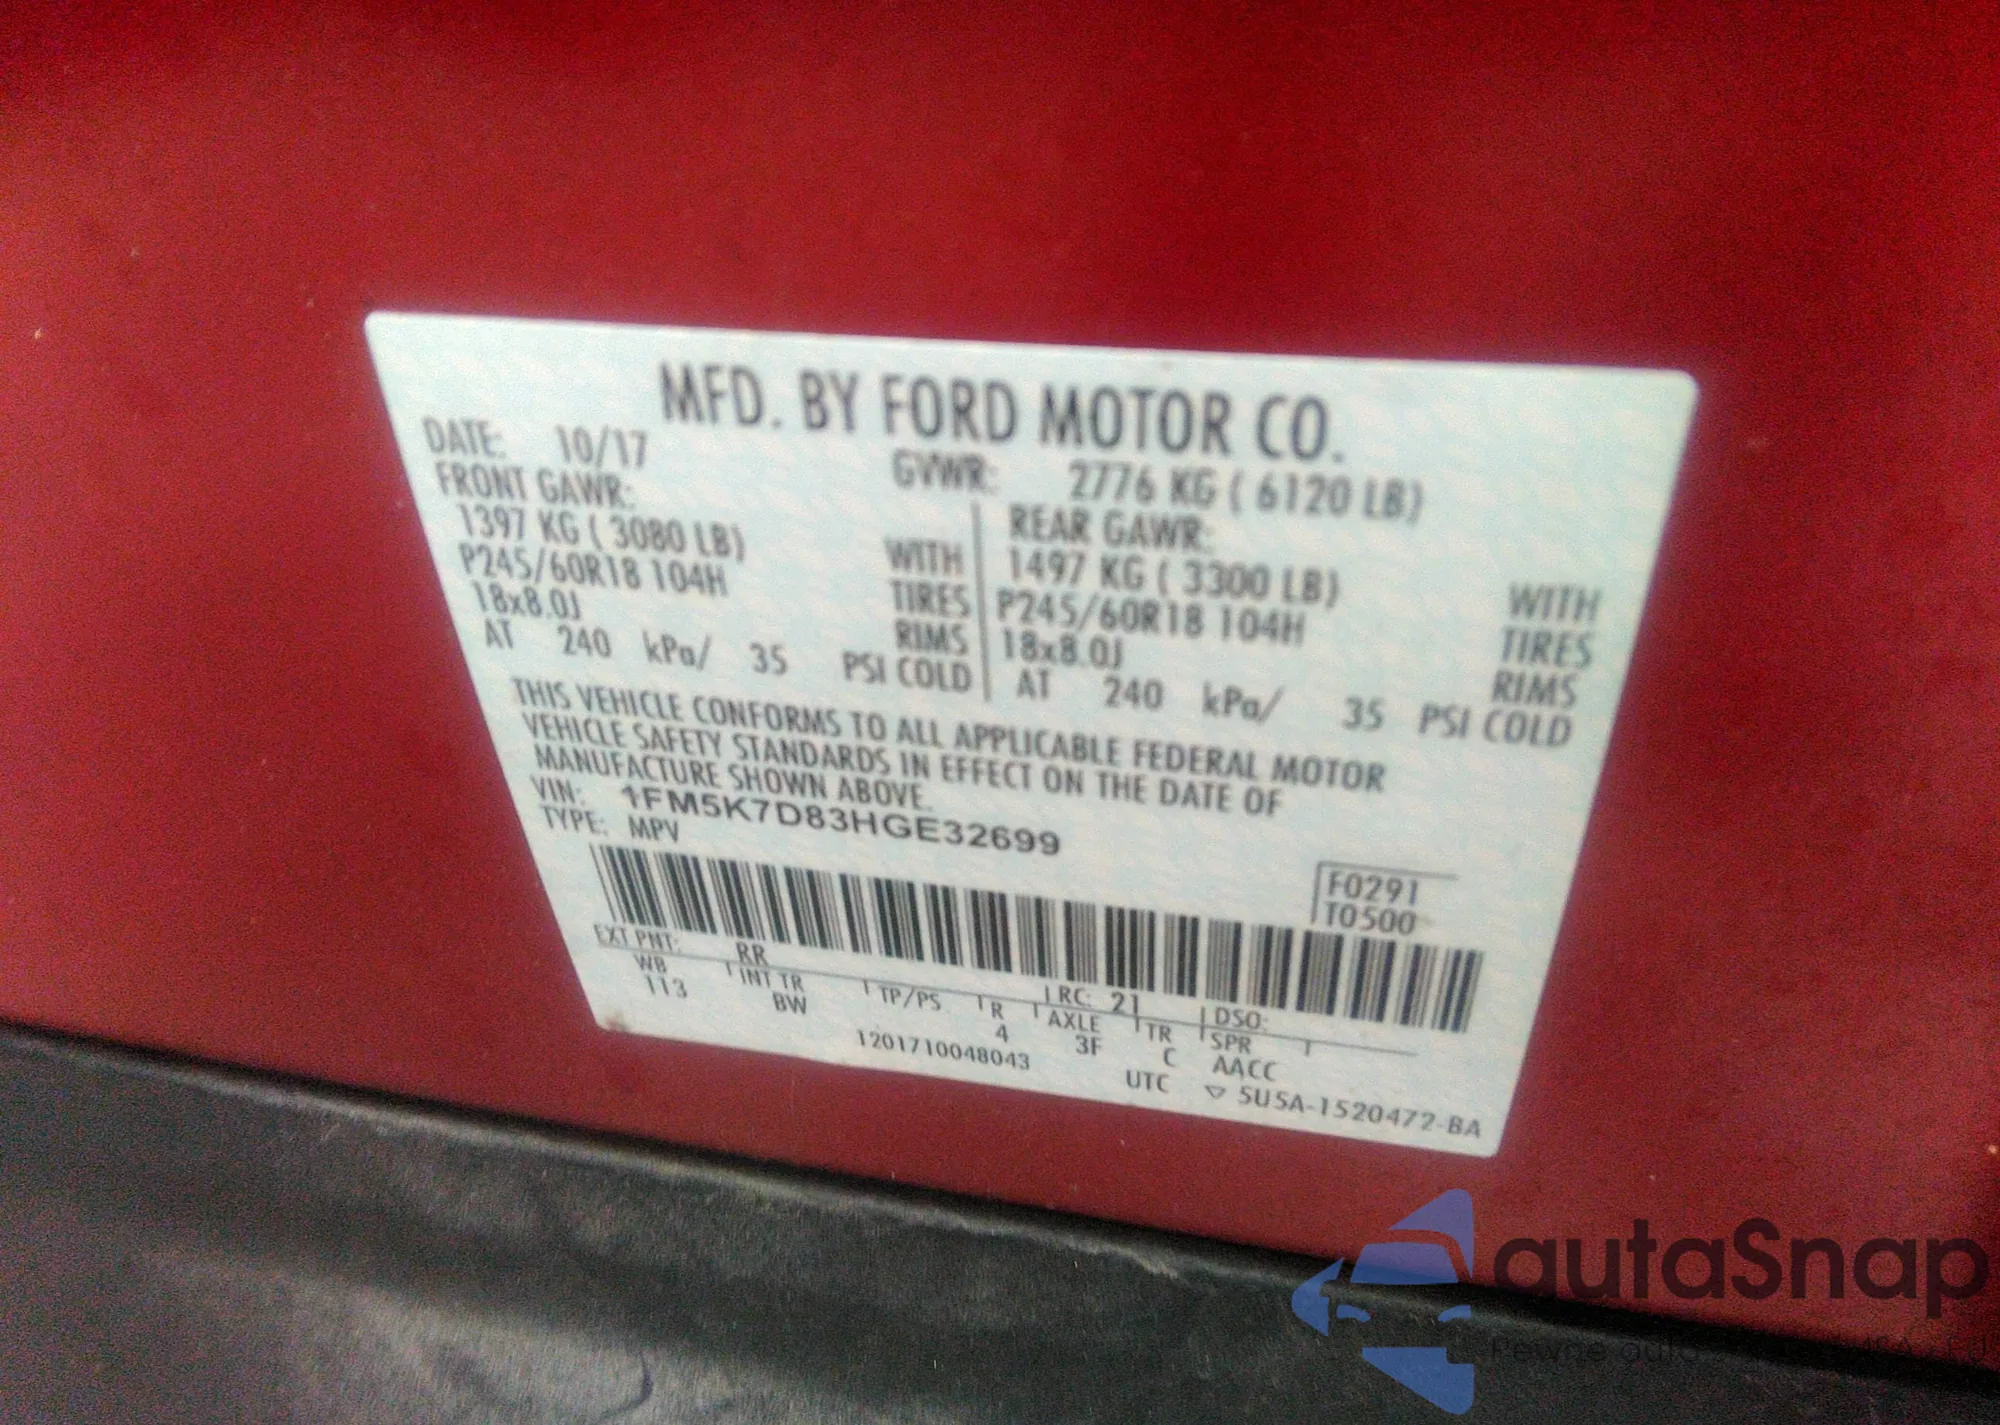 MFD. BY FORD MOTOR CO.
DATE: 10/17 GVWR: 2776 KG ( 6120 LB)
FRONT GAWR: REAR GAWR:
1397 KG ( 3080 LB) WITH 1497 KG ( 3300 LB) WITH
P245/60R18 104H TIRES P245/60R18 104H TIRES
18x8.0J RIMS 18x8.0J RIMS
AT 240 kPa/ 35 PSI COLD AT 240 kPa/ 35 PSI COLD
THIS VEHICLE CONFORMS TO ALL APPLICABLE FEDERAL MOTOR
VEHICLE SAFETY STANDARDS IN EFFECT ON THE DATE OF
MANUFACTURE SHOWN ABOVE.
VIN: 1FM5K7D83HGE32699
TYPE: MPV
F0291
T0500
EXT PNT: RR RC: 21 DSO:
WB INT TR TP/PS R AXLE TR SPR
113 BW 4 3F C AACC
1201710048043 UTC ▽ 5U5A-1520472-BA
autaSnap
Pewne auta